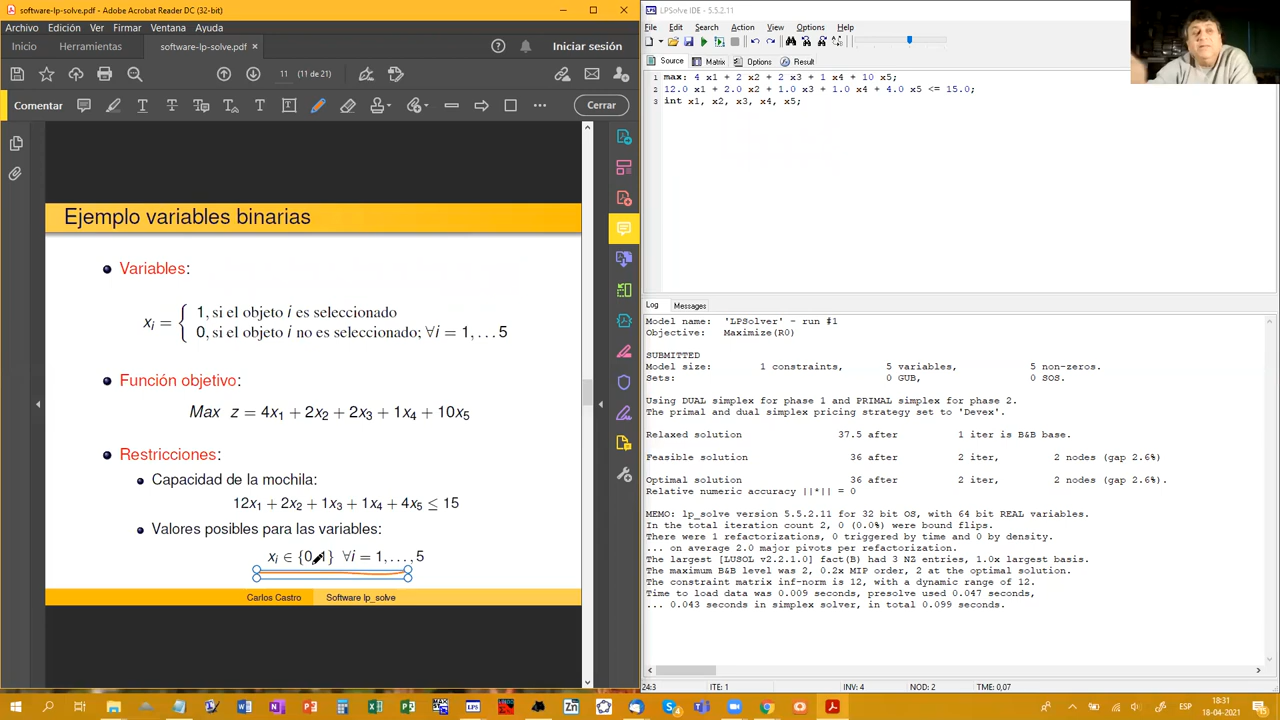 software-lp-solve.pdf - Adobe Acrobat Reader DC (32-bit)
Archivo Edición Ver Firmar Ventana Ayuda
Inicio Herramientas software-lp-solve.pdf × Iniciar sesión
11 (11 de 21)
Comentar Cerrar
Ejemplo variables binarias
Variables:
xᵢ = { 1, si el objeto i es seleccionado
0, si el objeto i no es seleccionado; ∀i = 1, . . . 5
Función objetivo:
Max z = 4x₁ + 2x₂ + 2x₃ + 1x₄ + 10x₅
Restricciones:
Capacidad de la mochila:
12x₁ + 2x₂ + 1x₃ + 1x₄ + 4x₅ ≤ 15
Valores posibles para las variables:
xᵢ ∈ {0, 1} ∀i = 1, . . . , 5
Carlos Castro Software lp_solve
LPSolve IDE - 5.5.2.11
File Edit Search Action View Options Help
Source Matrix Options Result
1 max: 4 x1 + 2 x2 + 2 x3 + 1 x4 + 10 x5;
2 12.0 x1 + 2.0 x2 + 1.0 x3 + 1.0 x4 + 4.0 x5 <= 15.0;
3 int x1, x2, x3, x4, x5;
Log Messages
Model name: 'LPSolver' - run #1
Objective: Maximize(R0)
SUBMITTED
Model size: 1 constraints, 5 variables, 5 non-zeros.
Sets: 0 GUB, 0 SOS.
Using DUAL simplex for phase 1 and PRIMAL simplex for phase 2.
The primal and dual simplex pricing strategy set to 'Devex'.
Relaxed solution 37.5 after 1 iter is B&B base.
Feasible solution 36 after 2 iter, 2 nodes (gap 2.6%)
Optimal solution 36 after 2 iter, 2 nodes (gap 2.6%).
Relative numeric accuracy ||*|| = 0
MEMO: lp_solve version 5.5.2.11 for 32 bit OS, with 64 bit REAL variables.
In the total iteration count 2, 0 (0.0%) were bound flips.
There were 1 refactorizations, 0 triggered by time and 0 by density.
... on average 2.0 major pivots per refactorization.
The largest [LUSOL v2.2.1.0] fact(B) had 3 NZ entries, 1.0x largest basis.
The maximum B&B level was 2, 0.2x MIP order, 2 at the optimal solution.
The constraint matrix inf-norm is 12, with a dynamic range of 12.
Time to load data was 0.009 seconds, presolve used 0.047 seconds,
... 0.043 seconds in simplex solver, in total 0.099 seconds.
24:3 ITE: 1 INV: 4 NOD: 2 TME: 0,07
ESP 18:31
18-04-2021